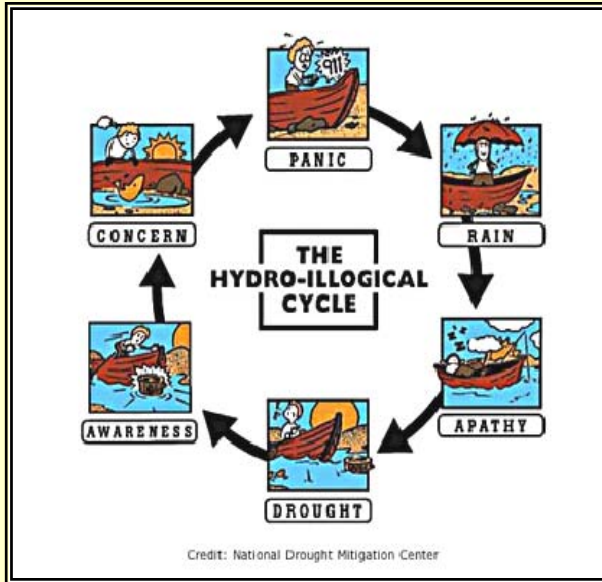 911
PANIC
RAIN
APATHY
DROUGHT
AWARENESS
CONCERN
THE
HYDRO-ILLOGICAL
CYCLE
z z z
Credit: National Drought Mitigation Center